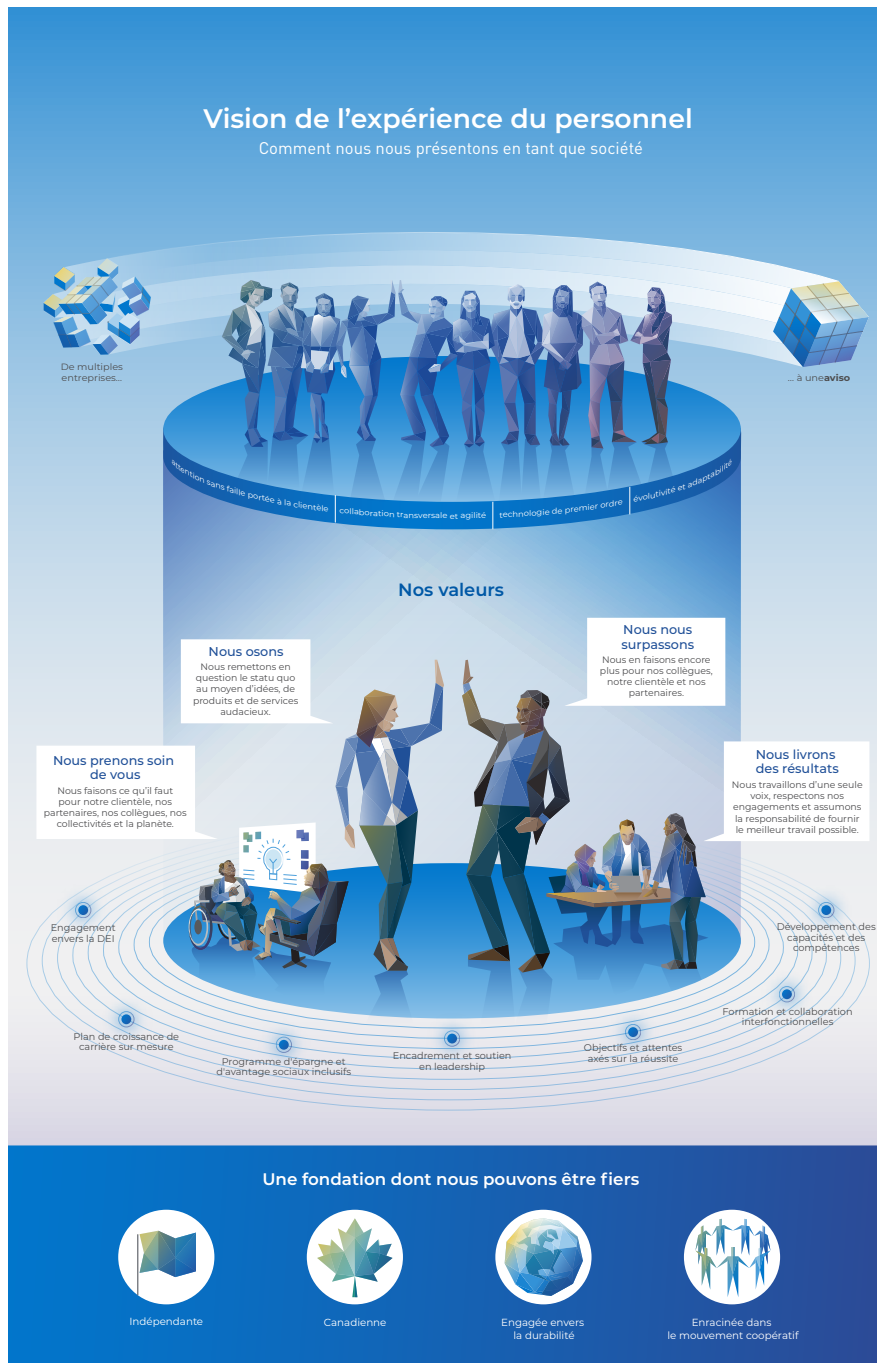 Vision de l’expérience du personnel
Comment nous nous présentons en tant que société
De multiples
entreprises...
... à uneaviso
attention sans faille portée à la clientèle
collaboration transversale et agilité
technologie de premier ordre
évolutivité et adaptabilité
Nos valeurs
Nous osons
Nous remettons en
question le statu quo
au moyen d’idées, de
produits et de services
audacieux.
Nous nous
surpassons
Nous en faisons encore
plus pour nos collègues,
notre clientèle et nos
partenaires.
Nous prenons soin
de vous
Nous faisons ce qu’il faut
pour notre clientèle, nos
partenaires, nos collègues, nos
collectivités et la planète.
Nous livrons
des résultats
Nous travaillons d’une seule
voix, respectons nos
engagements et assumons
la responsabilité de fournir
le meilleur travail possible.
Engagement
envers la DEI
Développement des
capacités et des
compétences
Plan de croissance de
carrière sur mesure
Programme d’épargne et
d’avantage sociaux inclusifs
Encadrement et soutien
en leadership
Objectifs et attentes
axés sur la réussite
Formation et collaboration
interfonctionnelles
Une fondation dont nous pouvons être fiers
Indépendante
Canadienne
Engagée envers
la durabilité
Enracinée dans
le mouvement coopératif